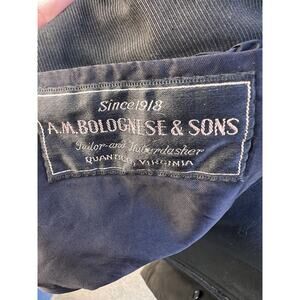 Since 1918
A.M. BOLOGNESE & SONS
Tailor and Haberdasher
QUANTICO, VIRGINIA